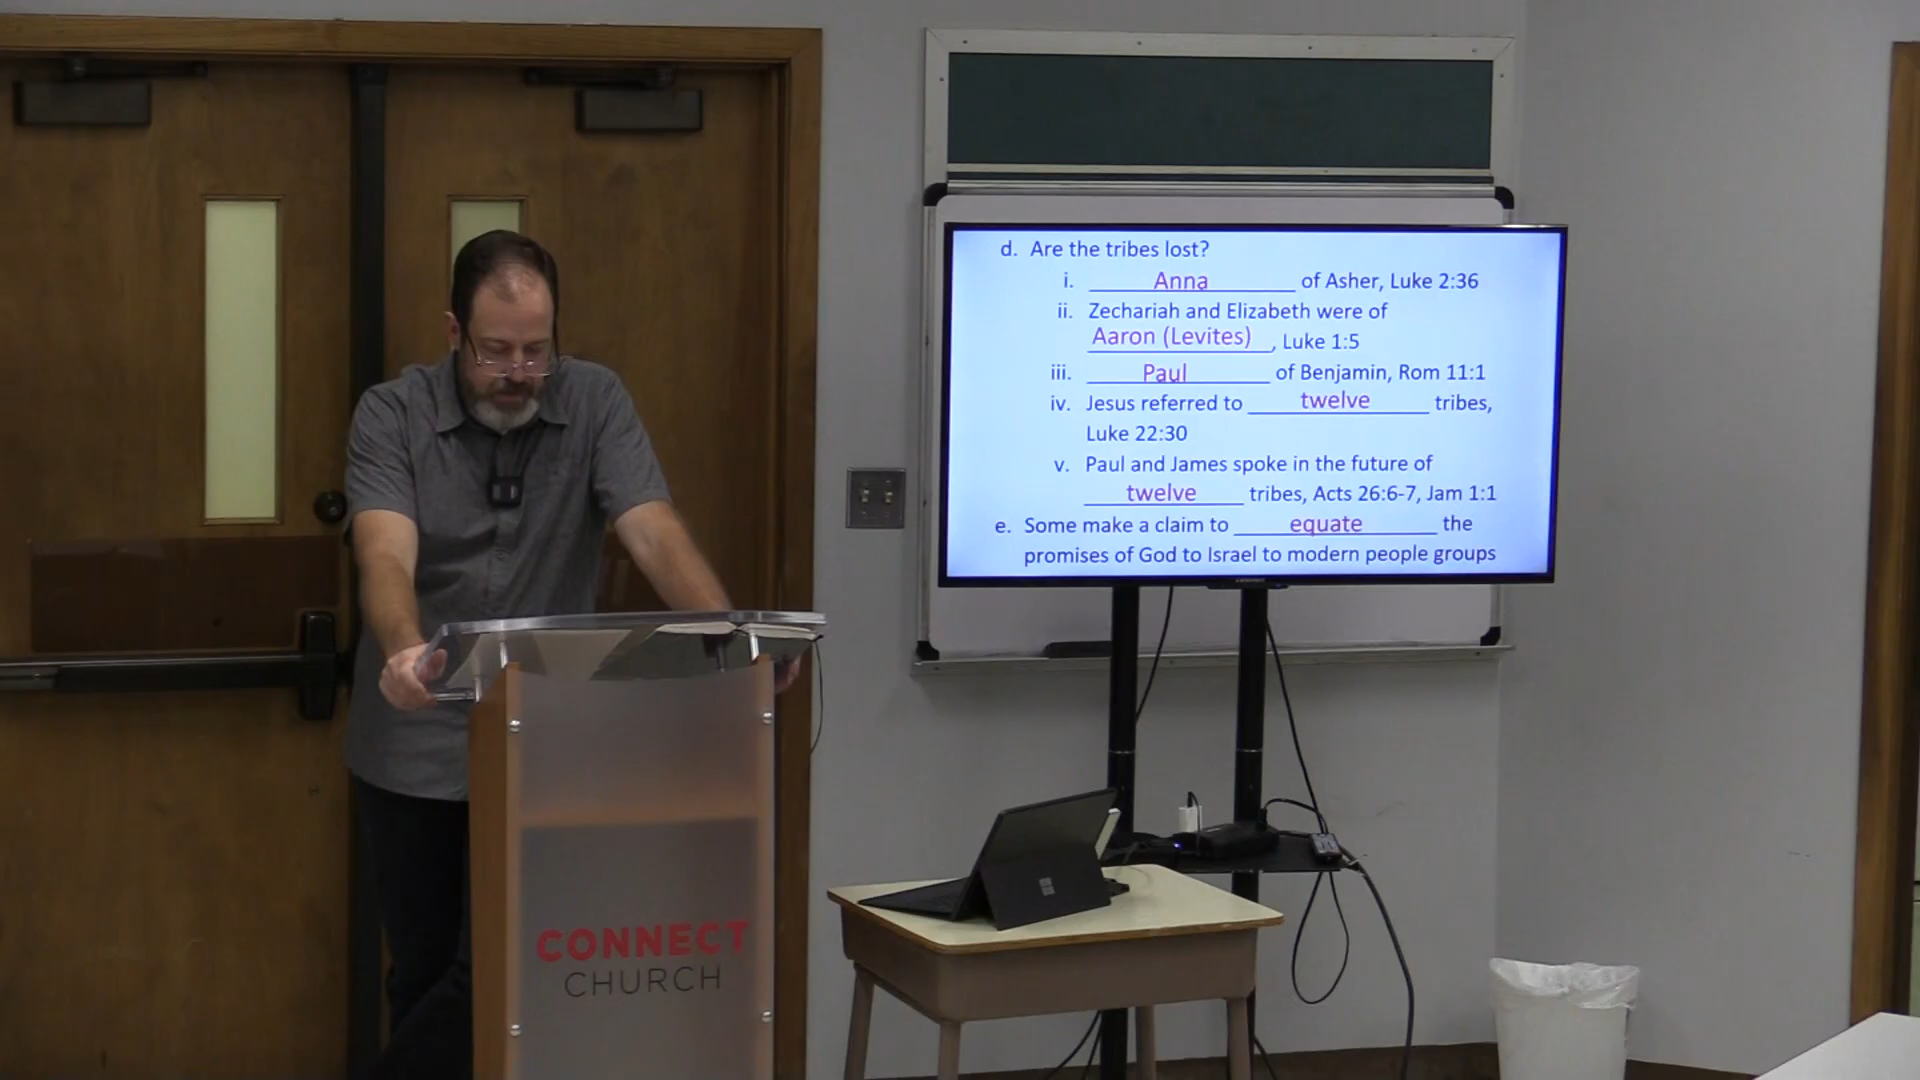 d. Are the tribes lost?
i. Anna of Asher, Luke 2:36
ii. Zechariah and Elizabeth were of
Aaron (Levites), Luke 1:5
iii. Paul of Benjamin, Rom 11:1
iv. Jesus referred to twelve tribes,
Luke 22:30
v. Paul and James spoke in the future of
twelve tribes, Acts 26:6-7, Jam 1:1
e. Some make a claim to equate the
promises of God to Israel to modern people groups
CONNECT
CHURCH